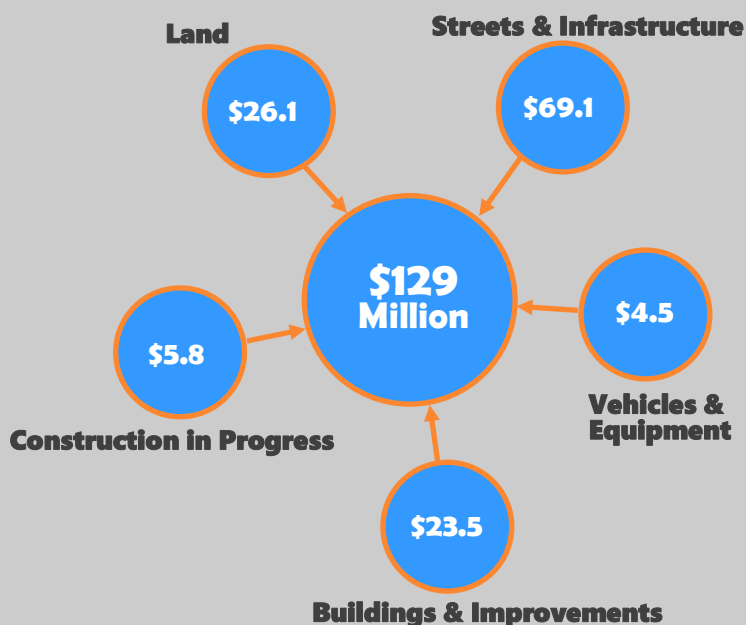 Land
$26.1
Streets & Infrastructure
$69.1
$129
Million
$4.5
Vehicles &
Equipment
$5.8
Construction in Progress
$23.5
Buildings & Improvements